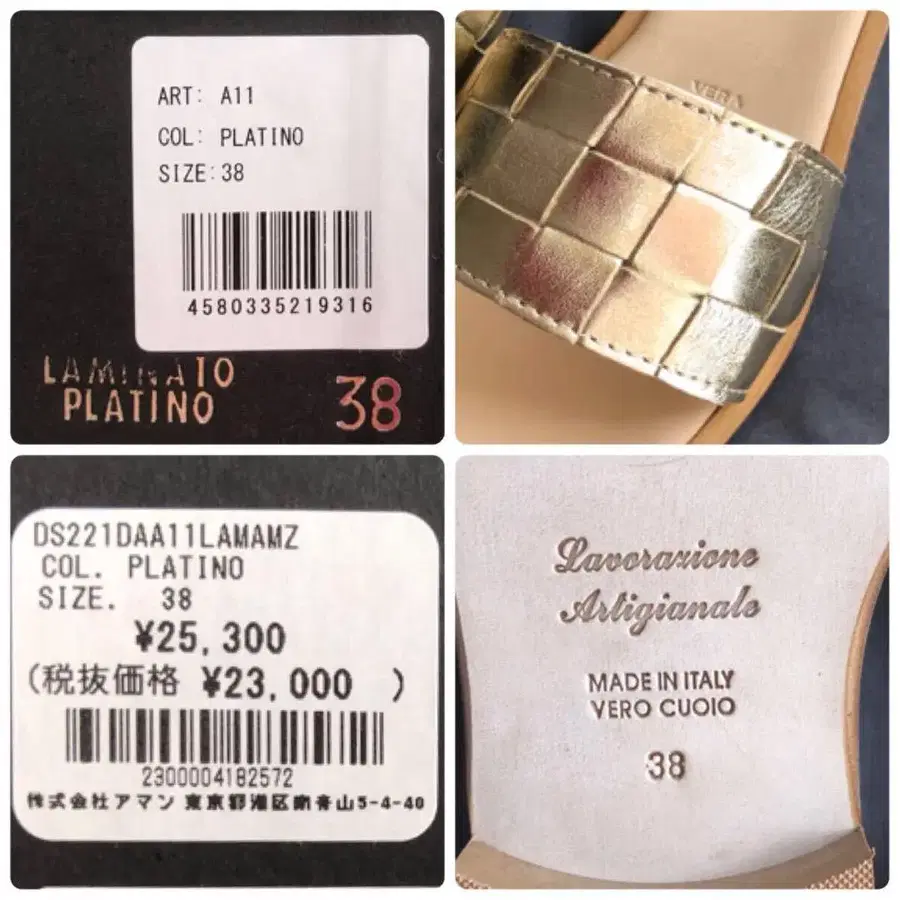 ART: A11
COL: PLATINO
SIZE: 38
4580335219316
LAMINATO
PLATINO
38
VERA
DS221DAA11LAMAMZ
COL. PLATINO
SIZE. 38
¥25,300
(税抜価格 ¥23,000 )
2300004182572
株式会社アマン 東京都港区南青山5-4-40
Lavorazione
Artigianale
MADE IN ITALY
VERO CUOIO
38